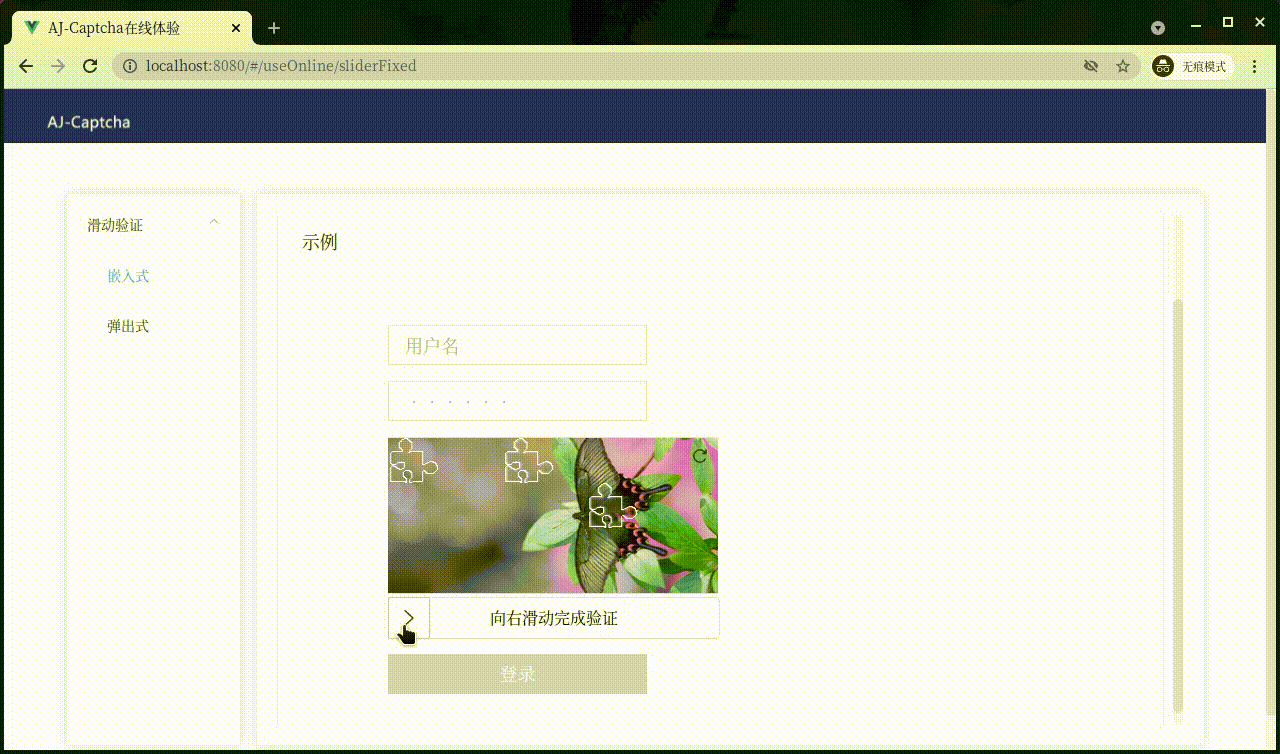 AJ-Captcha在线体验
localhost:8080/#/useOnline/sliderFixed
无痕模式
AJ-Captcha
滑动验证
嵌入式
弹出式
示例
用户名
······
向右滑动完成验证
登录